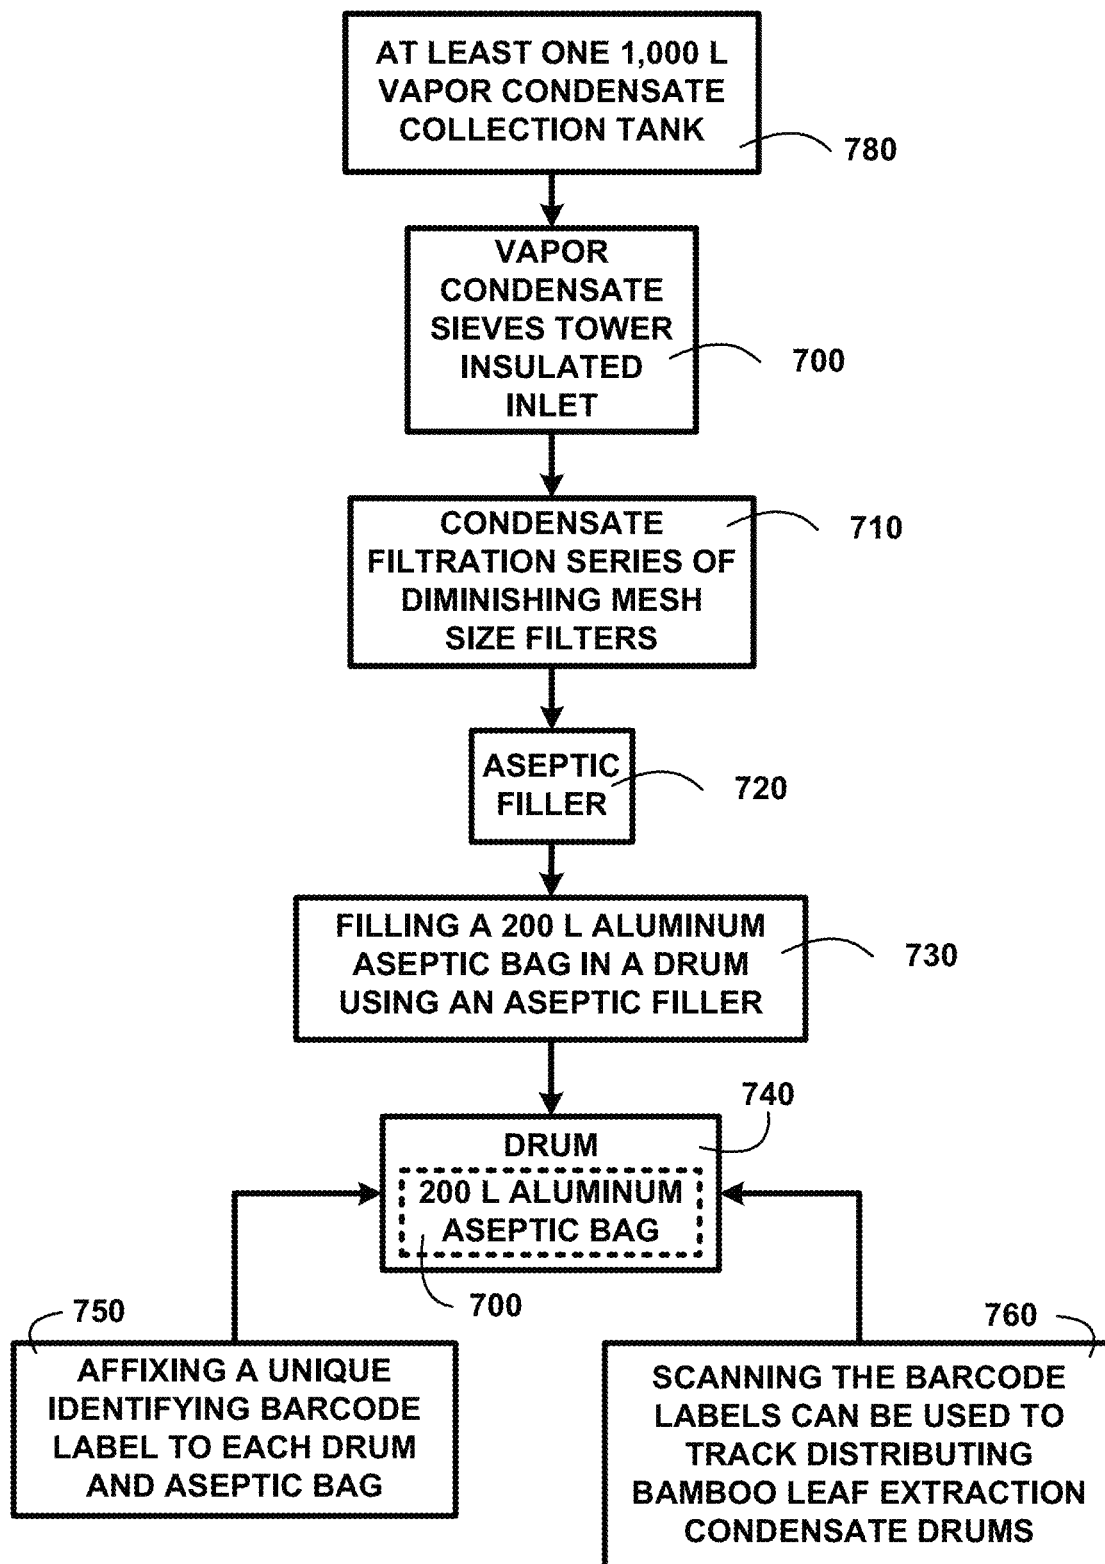 AT LEAST ONE 1,000 L
VAPOR CONDENSATE
COLLECTION TANK
780
VAPOR
CONDENSATE
SIEVES TOWER
INSULATED
INLET
700
CONDENSATE
FILTRATION SERIES OF
DIMINISHING MESH
SIZE FILTERS
710
ASEPTIC
FILLER
720
FILLING A 200 L ALUMINUM
ASEPTIC BAG IN A DRUM
USING AN ASEPTIC FILLER
730
740
DRUM
200 L ALUMINUM
ASEPTIC BAG
700
750
AFFIXING A UNIQUE
IDENTIFYING BARCODE
LABEL TO EACH DRUM
AND ASEPTIC BAG
760
SCANNING THE BARCODE
LABELS CAN BE USED TO
TRACK DISTRIBUTING
BAMBOO LEAF EXTRACTION
CONDENSATE DRUMS